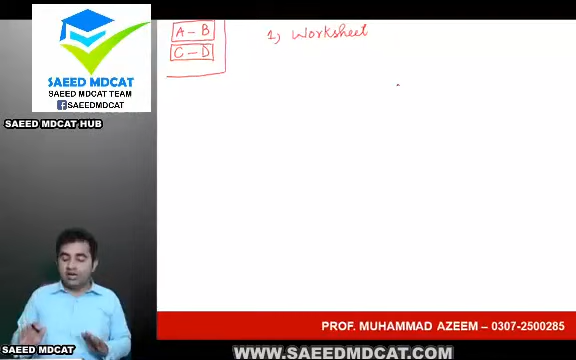 A - B
C - D
1) Worksheet
SAEED MDCAT
SAEED MDCAT TEAM
f SAEEDMDCAT
SAEED MDCAT HUB
PROF. MUHAMMAD AZEEM – 0307-2500285
SAEED MDCAT
WWW.SAEEDMDCAT.COM